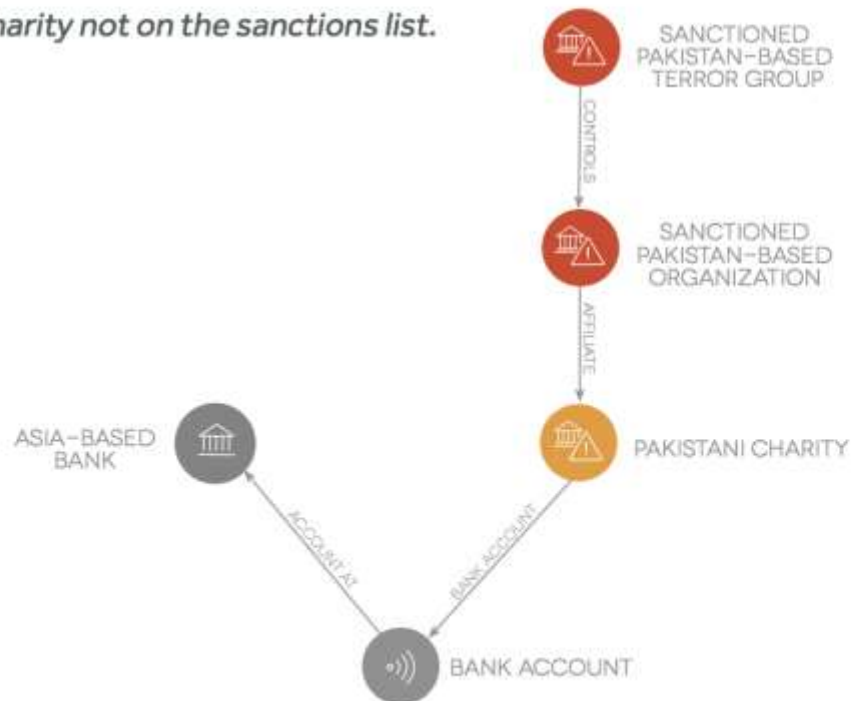 harity not on the sanctions list.
SANCTIONED
PAKISTAN-BASED
TERROR GROUP
CONTROLS
SANCTIONED
PAKISTAN-BASED
ORGANIZATION
AFFILIATE
ASIA-BASED
BANK
PAKISTANI CHARITY
ACCOUNT AT
BANK ACCOUNT
BANK ACCOUNT